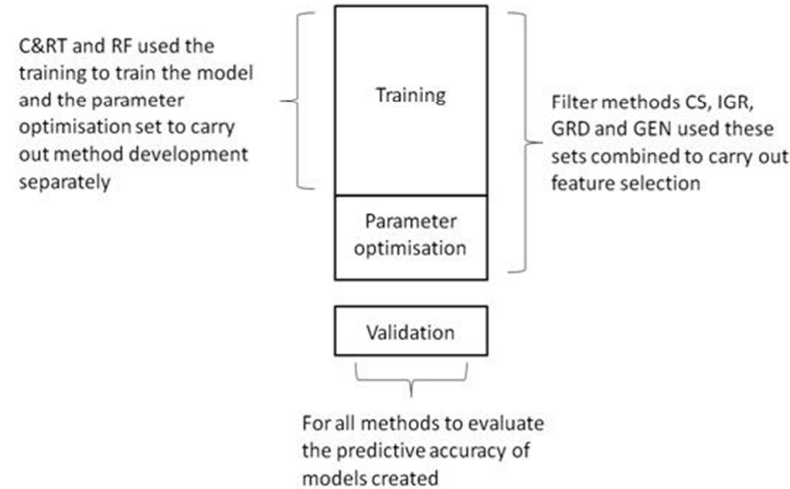 C&RT and RF used the
training to train the model
and the parameter
optimisation set to carry
out method development
separately
Training
Parameter
optimisation
Filter methods CS, IGR,
GRD and GEN used these
sets combined to carry out
feature selection
Validation
For all methods to evaluate
the predictive accuracy of
models created